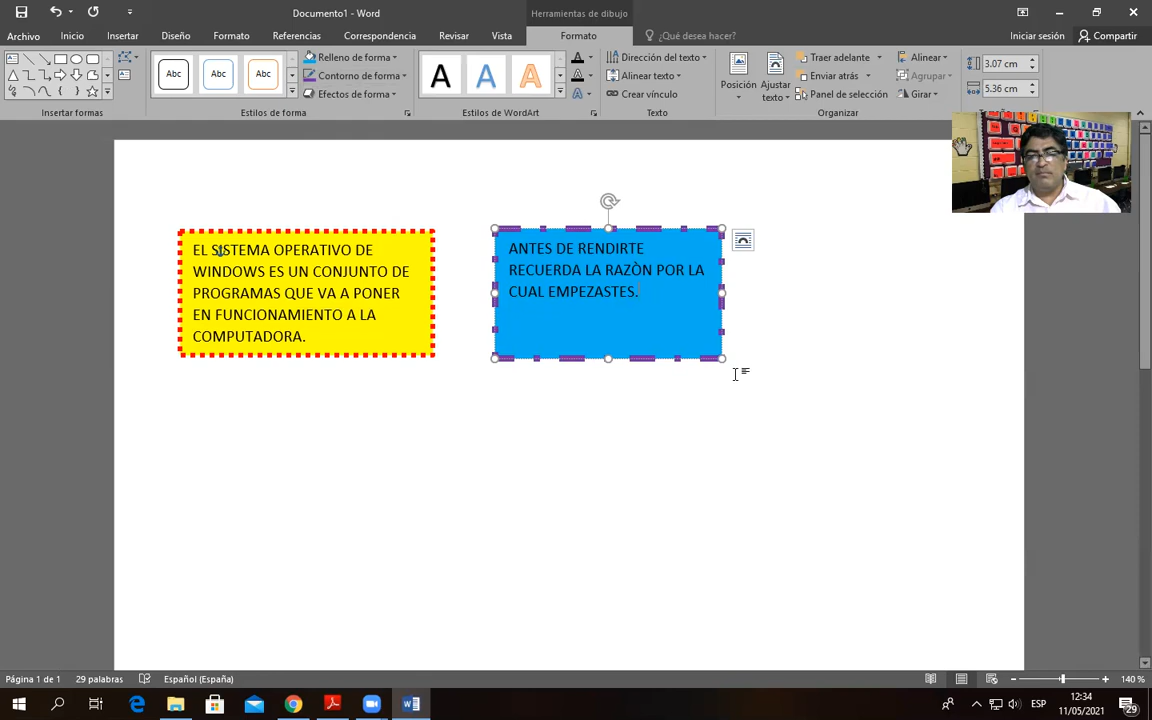 Documento1 - Word
Herramientas de dibujo
Archivo Inicio Insertar Diseño Formato Referencias Correspondencia Revisar Vista Formato ¿Qué desea hacer? Iniciar sesión Compartir
Abc Abc Abc
Relleno de forma
Contorno de forma
Efectos de forma
A A A
A
A
A
Dirección del texto
Alinear texto
Crear vínculo
Posición
Ajustar texto
Traer adelante
Enviar atrás
Panel de selección
Alinear
Agrupar
Girar
3.07 cm
5.36 cm
Insertar formas Estilos de forma Estilos de WordArt Texto Organizar
EL SISTEMA OPERATIVO DE
WINDOWS ES UN CONJUNTO DE
PROGRAMAS QUE VA A PONER
EN FUNCIONAMIENTO A LA
COMPUTADORA.
ANTES DE RENDIRTE
RECUERDA LA RAZÒN POR LA
CUAL EMPEZASTES.
Página 1 de 1 29 palabras Español (España) 140 %
ESP
12:34
11/05/2021
29